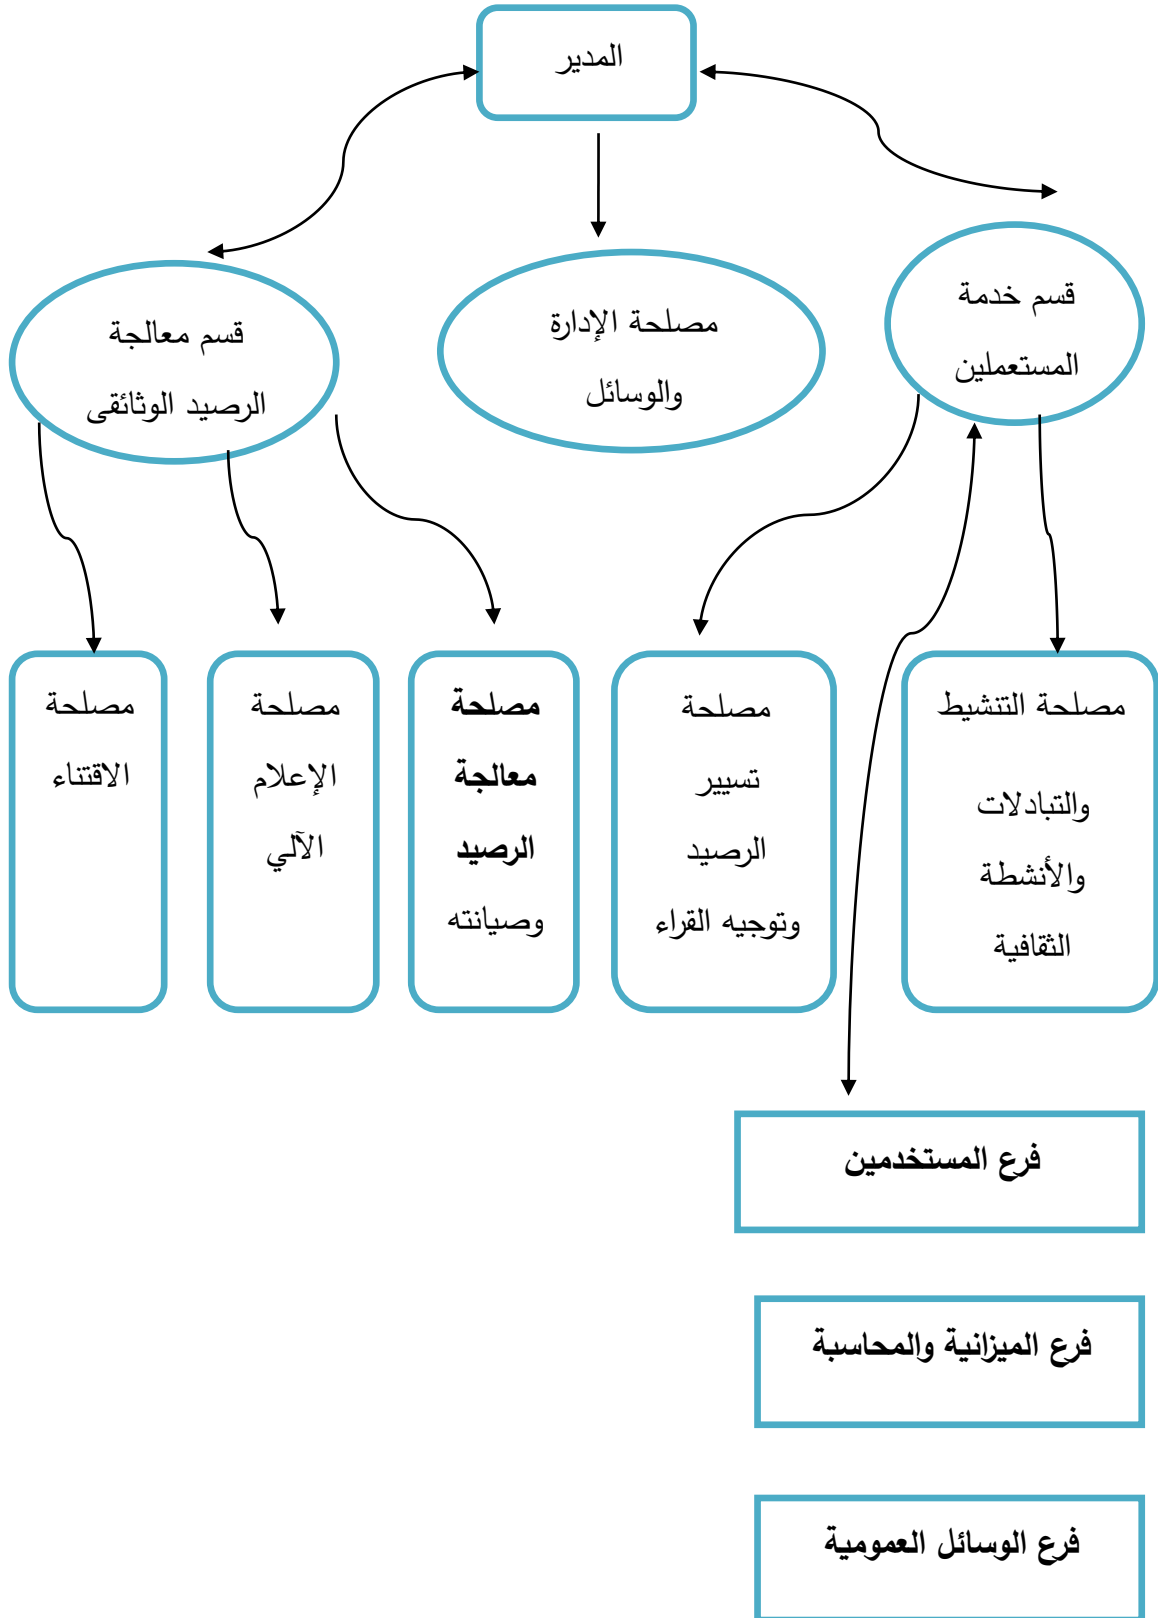 المدير
قسم خدمة
المستعملين
مصلحة الإدارة
والوسائل
قسم معالجة
الرصيد الوثائقى
مصلحة التنشيط
والتبادلات
والأنشطة
الثقافية
مصلحة
تسيير
الرصيد
وتوجيه القراء
مصلحة
معالجة
الرصيد
وصيانته
مصلحة
الإعلام
الآلي
مصلحة
الاقتناء
فرع المستخدمين
فرع الميزانية والمحاسبة
فرع الوسائل العمومية